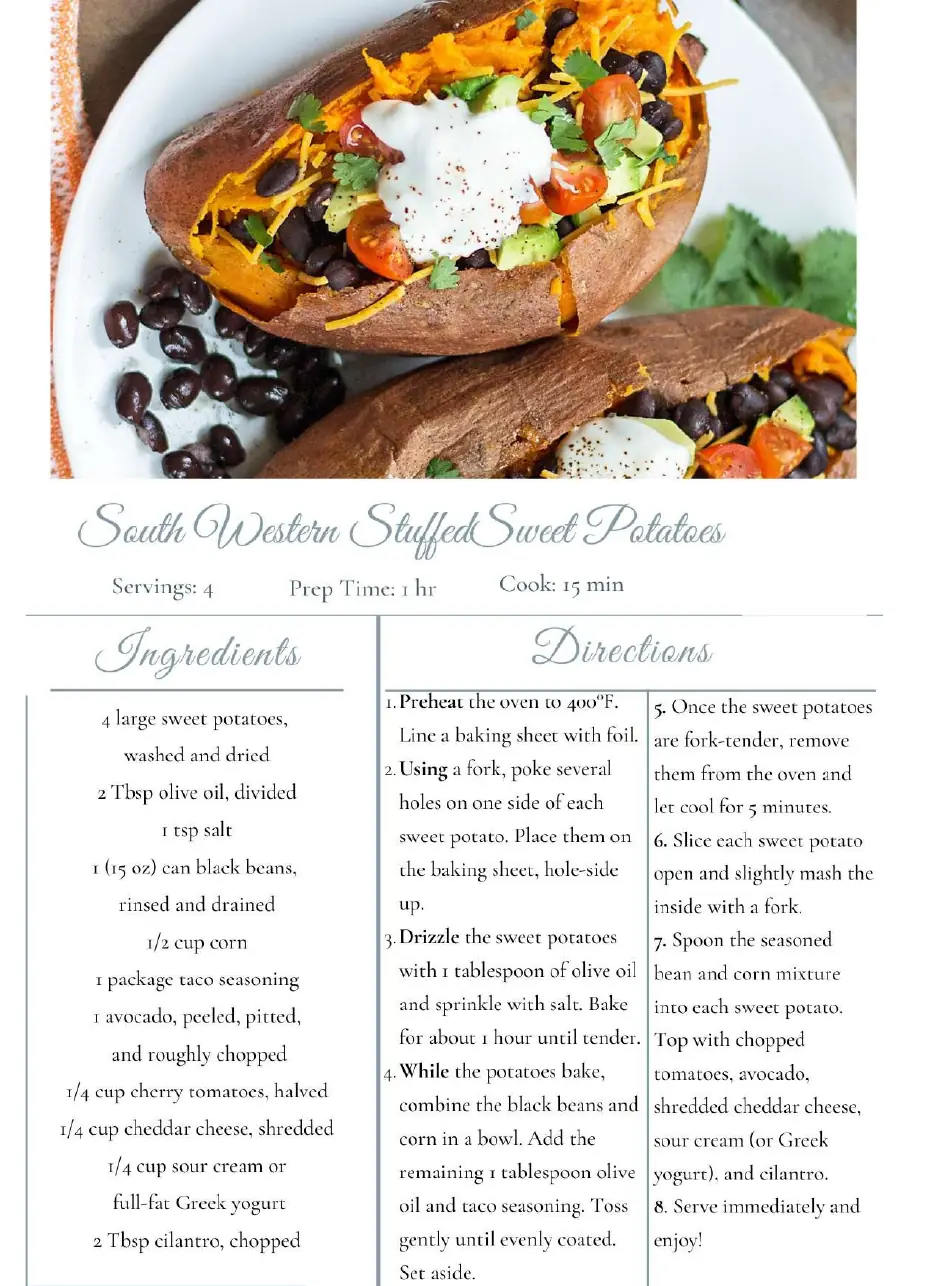 South Western StuffedSweet Potatoes
Servings: 4
Prep Time: 1 hr
Cook: 15 min
Ingredients
4 large sweet potatoes,
washed and dried
2 Tbsp olive oil, divided
1 tsp salt
1 (15 oz) can black beans,
rinsed and drained
1/2 cup corn
1 package taco seasoning
1 avocado, peeled, pitted,
and roughly chopped
1/4 cup cherry tomatoes, halved
1/4 cup cheddar cheese, shredded
1/4 cup sour cream or
full-fat Greek yogurt
2 Tbsp cilantro, chopped
Directions
1. Preheat the oven to 400°F.
Line a baking sheet with foil.
2. Using a fork, poke several
holes on one side of each
sweet potato. Place them on
the baking sheet, hole-side
up.
3. Drizzle the sweet potatoes
with 1 tablespoon of olive oil
and sprinkle with salt. Bake
for about 1 hour until tender.
4. While the potatoes bake,
combine the black beans and
corn in a bowl. Add the
remaining 1 tablespoon olive
oil and taco seasoning. Toss
gently until evenly coated.
Set aside.
5. Once the sweet potatoes
are fork-tender, remove
them from the oven and
let cool for 5 minutes.
6. Slice each sweet potato
open and slightly mash the
inside with a fork.
7. Spoon the seasoned
bean and corn mixture
into each sweet potato.
Top with chopped
tomatoes, avocado,
shredded cheddar cheese,
sour cream (or Greek
yogurt), and cilantro.
8. Serve immediately and
enjoy!